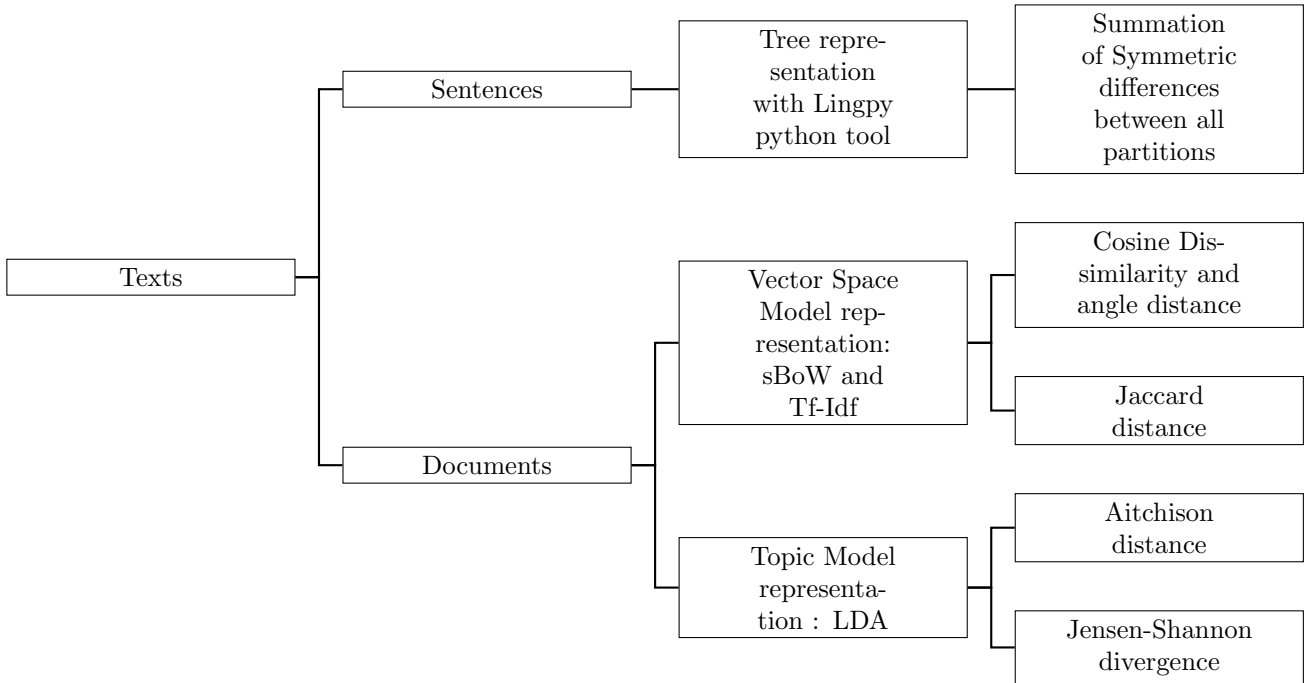 Texts
Sentences
Tree repre-
sentation
with Lingpy
python tool
Summation
of Symmetric
differences
between all
partitions
Documents
Vector Space
Model rep-
resentation:
sBoW and
Tf-Idf
Cosine Dis-
similarity and
angle distance
Jaccard
distance
Topic Model
representa-
tion : LDA
Aitchison
distance
Jensen-Shannon
divergence